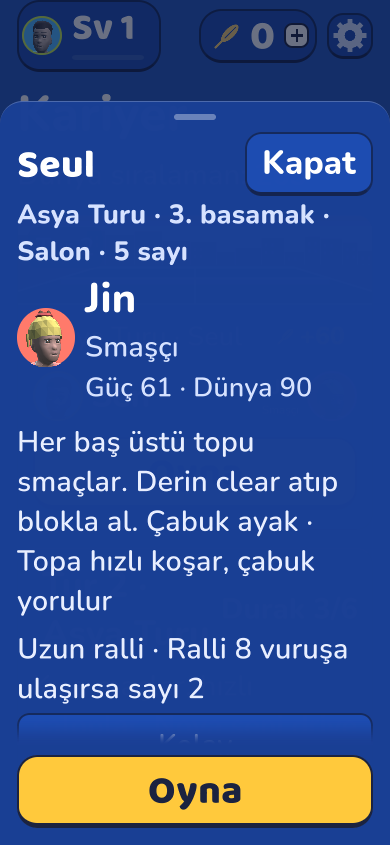 Sv 1
0
Kariyer
Seul
Kapat
Asya Turu · 3. basamak ·
Salon · 5 sayı
Jin
Smaşçı
Güç 61 · Dünya 90
Her baş üstü topu
smaçlar. Derin clear atıp
blokla al. Çabuk ayak ·
Topa hızlı koşar, çabuk
yorulur
Uzun ralli · Ralli 8 vuruşa
ulaşırsa sayı 2
Oyna